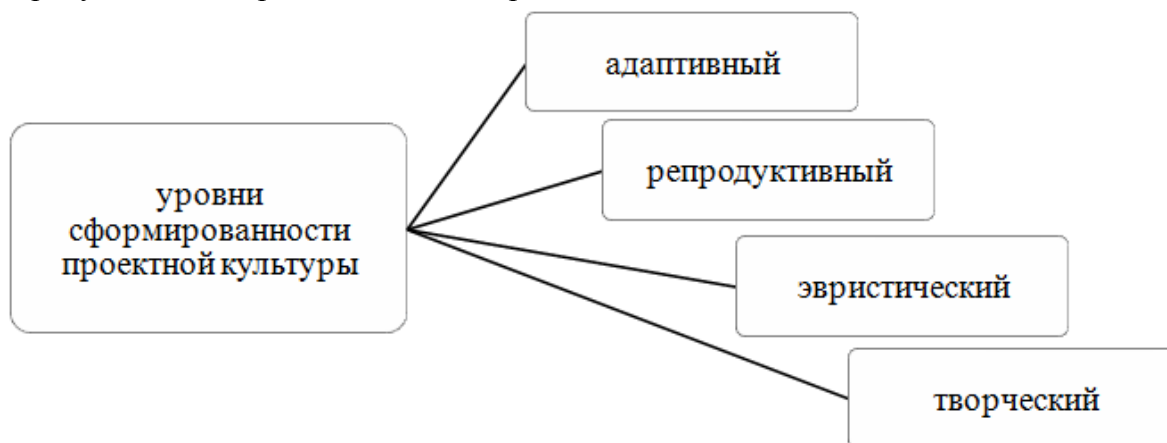 адаптивный
репродуктивный
уровни
сформированности
проектной культуры
эвристический
творческий